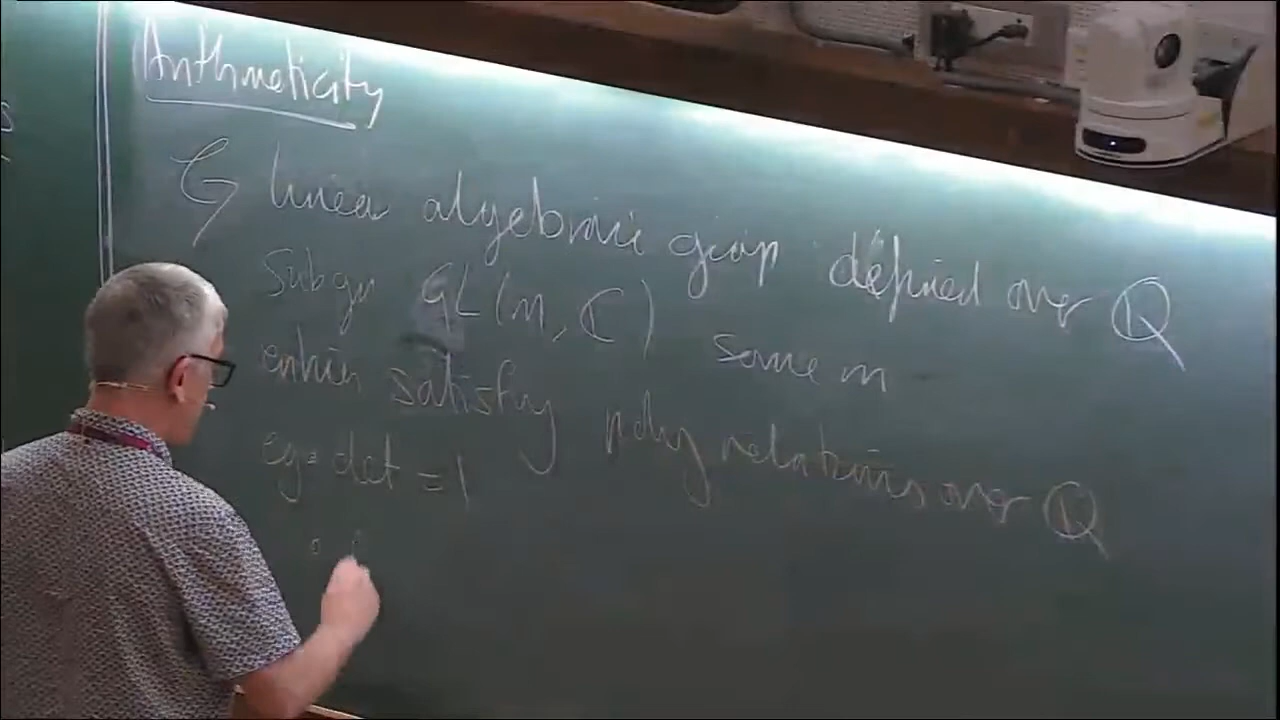 Arithmeticity
G linear algebraic group defined over ℚ
Subgp GL(n, ℂ) some n
entries satisfy poly relations over ℚ
eg • det = 1